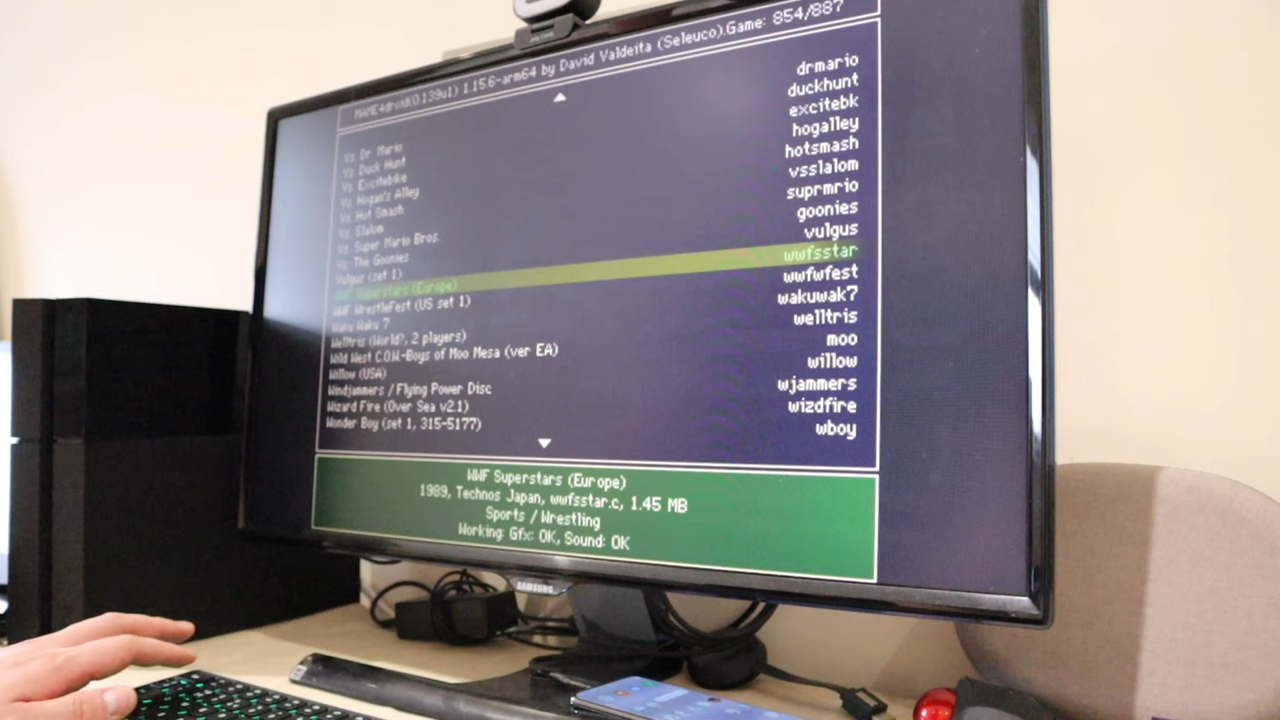 MAME4droid(0.139u1) 1.15.6-arm64 by David Valdeita (Seleuco).Game: 854/887
Vs. Dr. Mario drmario
Vs. Duck Hunt duckhunt
Vs. Excitebike excitebk
Vs. Hogan's Alley hogalley
Vs. Hot Smash hotsmash
Vs. Slalom vsslalom
Vs. Super Mario Bros. suprmrio
Vs. The Goonies goonies
Vulgus (set 1) vulgus
WWF Superstars (Europe) wwfsstar
WWF WrestleFest (US set 1) wwfwfest
Waku Waku 7 wakuwak7
Welltris (World?, 2 players) welltris
Wild West C.O.W.-Boys of Moo Mesa (ver EA) moo
Willow (USA) willow
Windjammers / Flying Power Disc wjammers
Wizard Fire (Over Sea v2.1) wizdfire
Wonder Boy (set 1, 315-5177) wboy
WWF Superstars (Europe)
1989, Technos Japan, wwfsstar.c, 1.45 MB
Sports / Wrestling
Working: Gfx: OK, Sound: OK
SAMSUNG